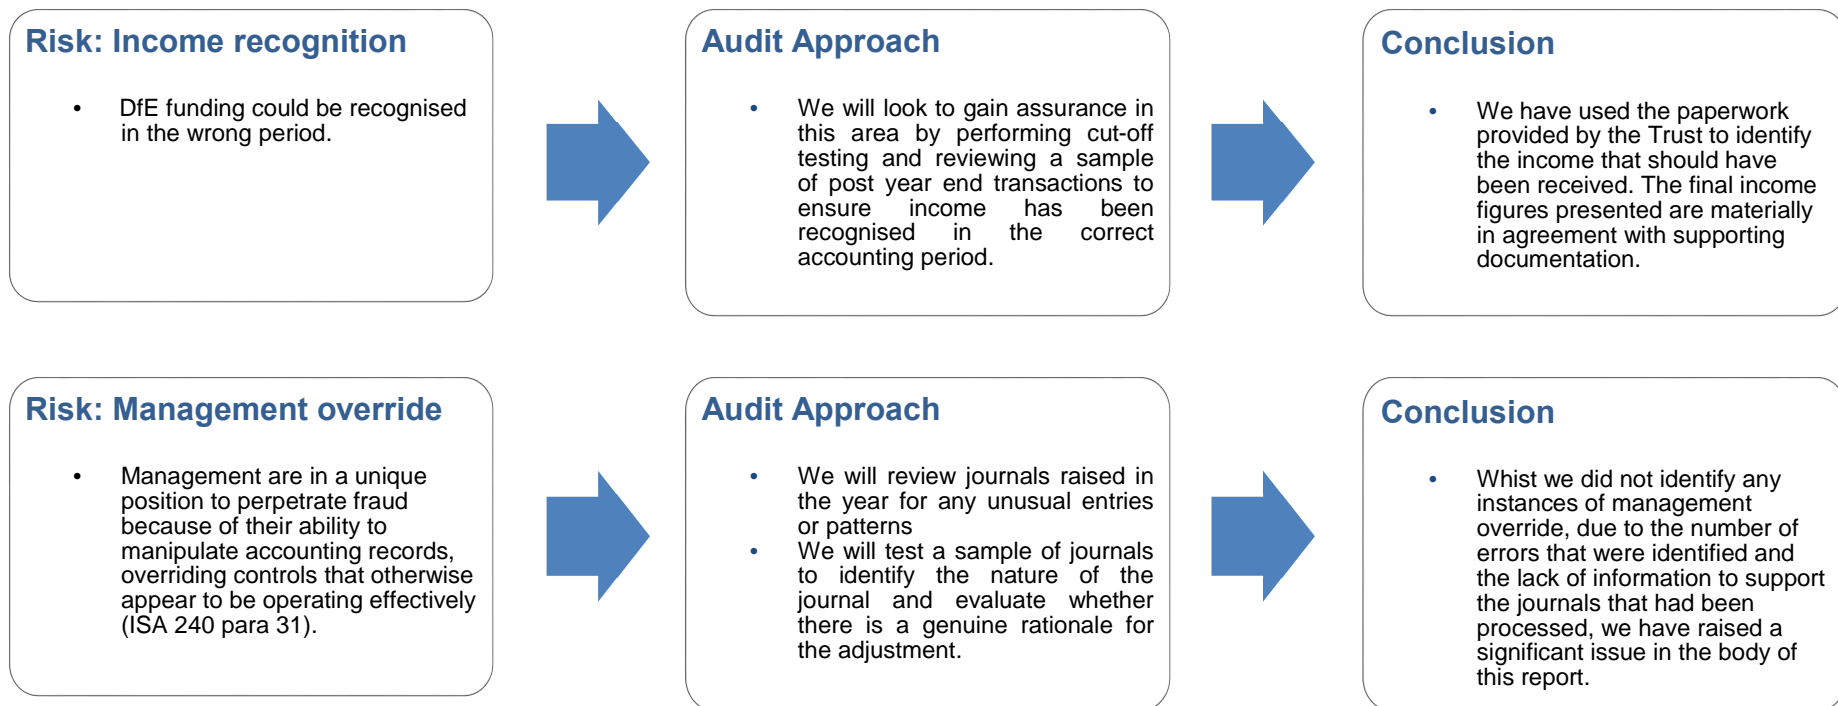 Risk: Income recognition
• DfE funding could be recognised
in the wrong period.
Audit Approach
• We will look to gain assurance in
this area by performing cut-off
testing and reviewing a sample
of post year end transactions to
ensure income has been
recognised in the correct
accounting period.
Conclusion
• We have used the paperwork
provided by the Trust to identify
the income that should have
been received. The final income
figures presented are materially
in agreement with supporting
documentation.
Risk: Management override
• Management are in a unique
position to perpetrate fraud
because of their ability to
manipulate accounting records,
overriding controls that otherwise
appear to be operating effectively
(ISA 240 para 31).
Audit Approach
• We will review journals raised in
the year for any unusual entries
or patterns
• We will test a sample of journals
to identify the nature of the
journal and evaluate whether
there is a genuine rationale for
the adjustment.
Conclusion
• Whist we did not identify any
instances of management
override, due to the number of
errors that were identified and
the lack of information to support
the journals that had been
processed, we have raised a
significant issue in the body of
this report.